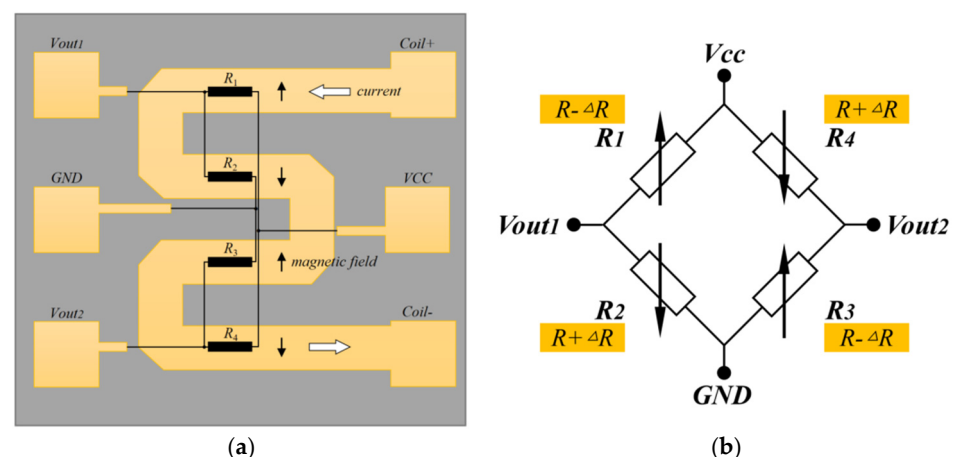 Vout1
Coil+
R1
current
R2
GND
VCC
R3
magnetic field
Vout2
Coil-
R4
(a)
Vcc
R-△R
R+△R
R1
R4
Vout1
Vout2
R2
R3
R+△R
R-△R
GND
(b)